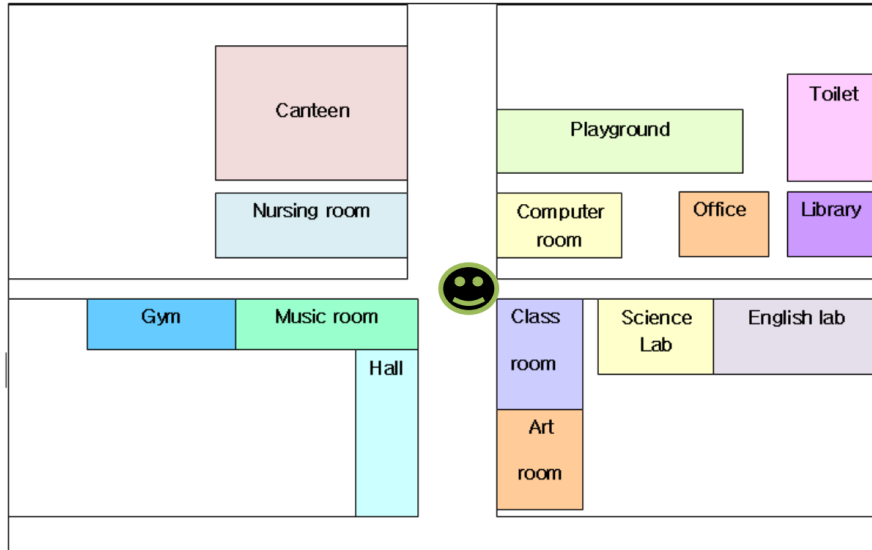 Canteen
Nursing room
Playground
Toilet
Computer
room
Office
Library
Gym
Music room
Hall
Class
room
Art
room
Science
Lab
English lab